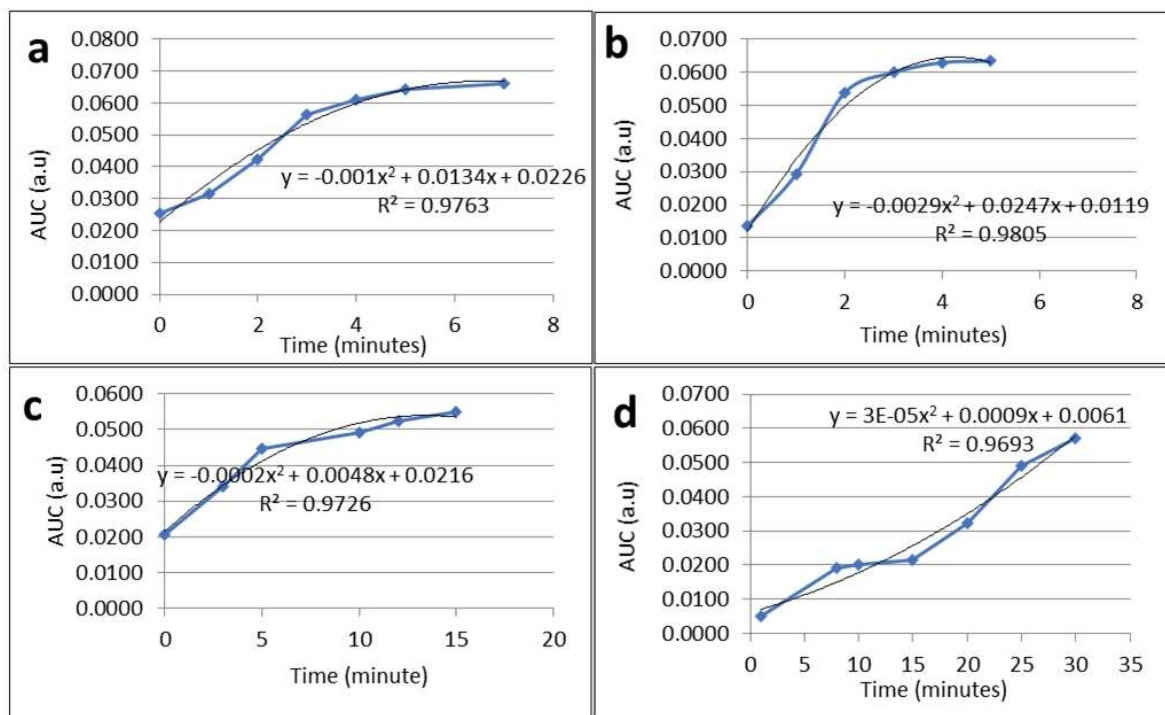 a
0.0800
0.0700
0.0600
0.0500
0.0400
0.0300
0.0200
0.0100
0.0000
AUC (a.u)
y = -0.001x² + 0.0134x + 0.0226
R² = 0.9763
0 2 4 6 8
Time (minutes)
b
0.0700
0.0600
0.0500
0.0400
0.0300
0.0200
0.0100
0.0000
AUC (a.u)
y = -0.0029x² + 0.0247x + 0.0119
R² = 0.9805
0 2 4 6 8
Time (minutes)
c
0.0600
0.0500
0.0400
0.0300
0.0200
0.0100
0.0000
AUC (a.u)
y = -0.0002x² + 0.0048x + 0.0216
R² = 0.9726
0 5 10 15 20
Time (minute)
d
0.0700
0.0600
0.0500
0.0400
0.0300
0.0200
0.0100
0.0000
AUC (a.u)
y = 3E-05x² + 0.0009x + 0.0061
R² = 0.9693
0 5 10 15 20 25 30 35
Time (minutes)